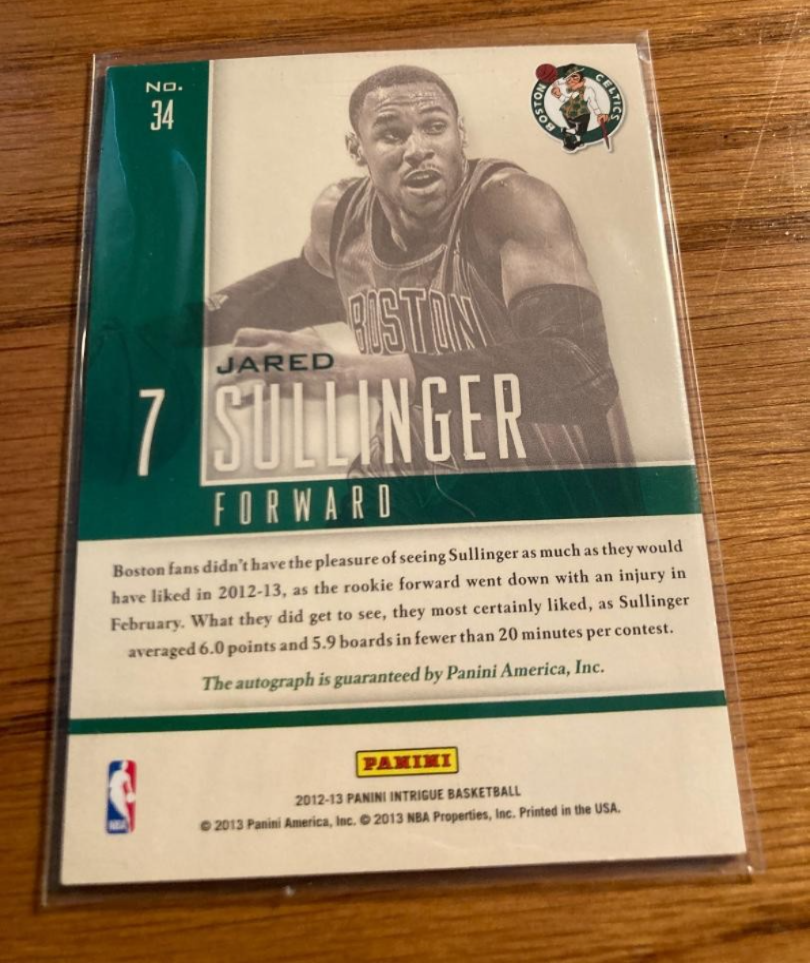 No.
34
BOSTON CELTICS
BOSTON
JARED
7 SULLINGER
FORWARD
Boston fans didn't have the pleasure of seeing Sullinger as much as they would
have liked in 2012-13, as the rookie forward went down with an injury in
February. What they did get to see, they most certainly liked, as Sullinger
averaged 6.0 points and 5.9 boards in fewer than 20 minutes per contest.
The autograph is guaranteed by Panini America, Inc.
PANINI
NBA
2012-13 PANINI INTRIGUE BASKETBALL
© 2013 Panini America, Inc. © 2013 NBA Properties, Inc. Printed in the USA.